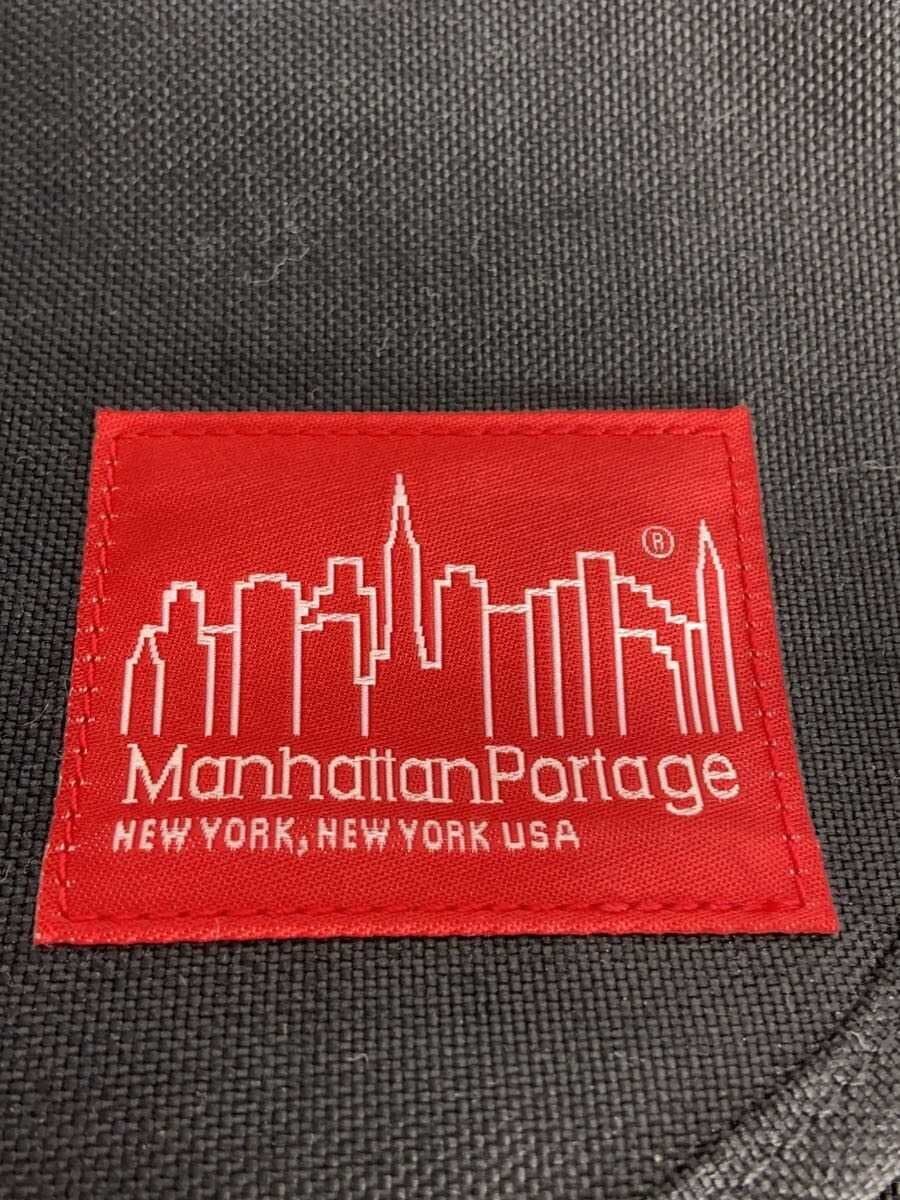 ®
ManhattanPortage
NEW YORK, NEW YORK USA